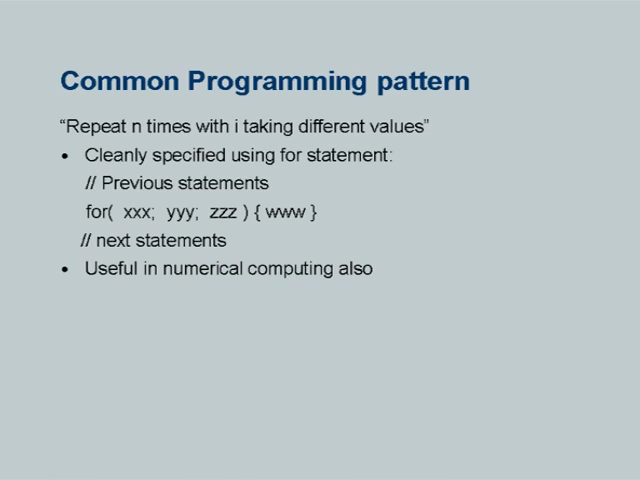 Common Programming pattern
“Repeat n times with i taking different values”
• Cleanly specified using for statement:
// Previous statements
for( xxx; yyy; zzz ) { www }
// next statements
• Useful in numerical computing also